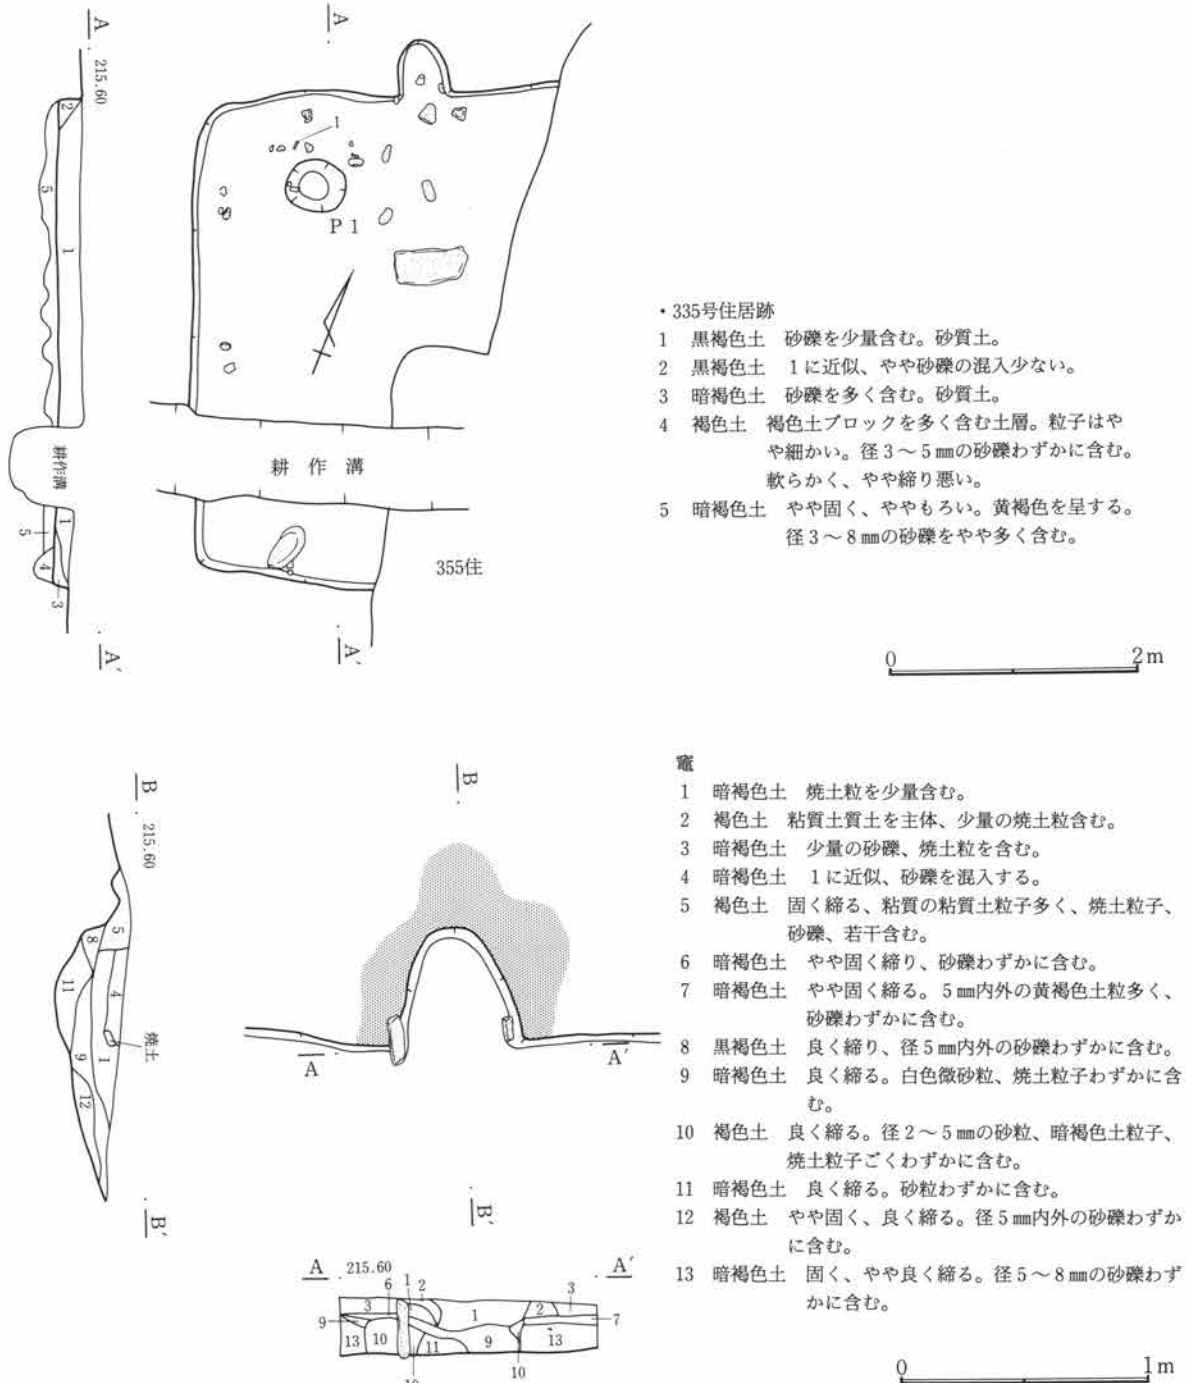 A
A
215.60
2
1
5
1
P 1
耕作溝
耕 作 溝
1
5
4
3
355住
A′
A′
・335号住居跡
1 黒褐色土 砂礫を少量含む。砂質土。
2 黒褐色土 1に近似、やや砂礫の混入少ない。
3 暗褐色土 砂礫を多く含む。砂質土。
4 褐色土 褐色土ブロックを多く含む土層。粒子はや
や細かい。径3～5㎜の砂礫わずかに含む。
軟らかく、やや締り悪い。
5 暗褐色土 やや固く、ややもろい。黄褐色を呈する。
径3～8㎜の砂礫をやや多く含む。
0 2m
B
B
215.60
5
8
11
4
焼土
1
9
12
A
A′
B′
B′
竈
1 暗褐色土 焼土粒を少量含む。
2 褐色土 粘質土質土を主体、少量の焼土粒含む。
3 暗褐色土 少量の砂礫、焼土粒を含む。
4 暗褐色土 1に近似、砂礫を混入する。
5 褐色土 固く締る、粘質の粘質土粒子多く、焼土粒子、
砂礫、若干含む。
6 暗褐色土 やや固く締り、砂礫わずかに含む。
7 暗褐色土 やや固く締る。5㎜内外の黄褐色土粒多く、
砂礫わずかに含む。
8 黒褐色土 良く締り、径5㎜内外の砂礫わずかに含む。
9 暗褐色土 良く締る。白色微砂粒、焼土粒子わずかに含
む。
10 褐色土 良く締る。径2～5㎜の砂粒、暗褐色土粒子、
焼土粒子ごくわずかに含む。
11 暗褐色土 良く締る。砂粒わずかに含む。
12 褐色土 やや固く、良く締る。径5㎜内外の砂礫わずか
に含む。
13 暗褐色土 固く、やや良く締る。径5～8㎜の砂礫わず
かに含む。
A 215.60 A′
6 1 2
3 1 2 3
9 7
13 10 11 9 13
10
0 1m